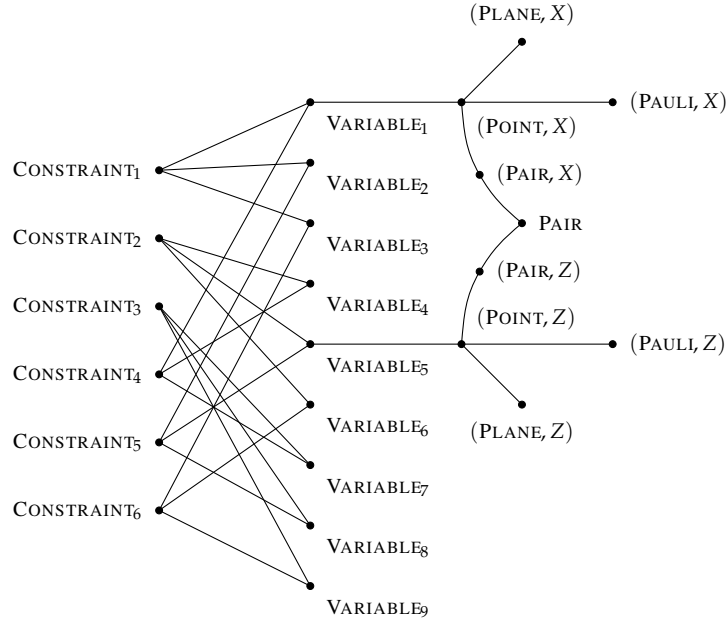 (PLANE, X)
(PAULI, X)
VARIABLE₁
(POINT, X)
CONSTRAINT₁
(PAIR, X)
VARIABLE₂
PAIR
CONSTRAINT₂
VARIABLE₃
(PAIR, Z)
CONSTRAINT₃
VARIABLE₄
(POINT, Z)
(PAULI, Z)
VARIABLE₅
CONSTRAINT₄
VARIABLE₆
(PLANE, Z)
CONSTRAINT₅
VARIABLE₇
CONSTRAINT₆
VARIABLE₈
VARIABLE₉